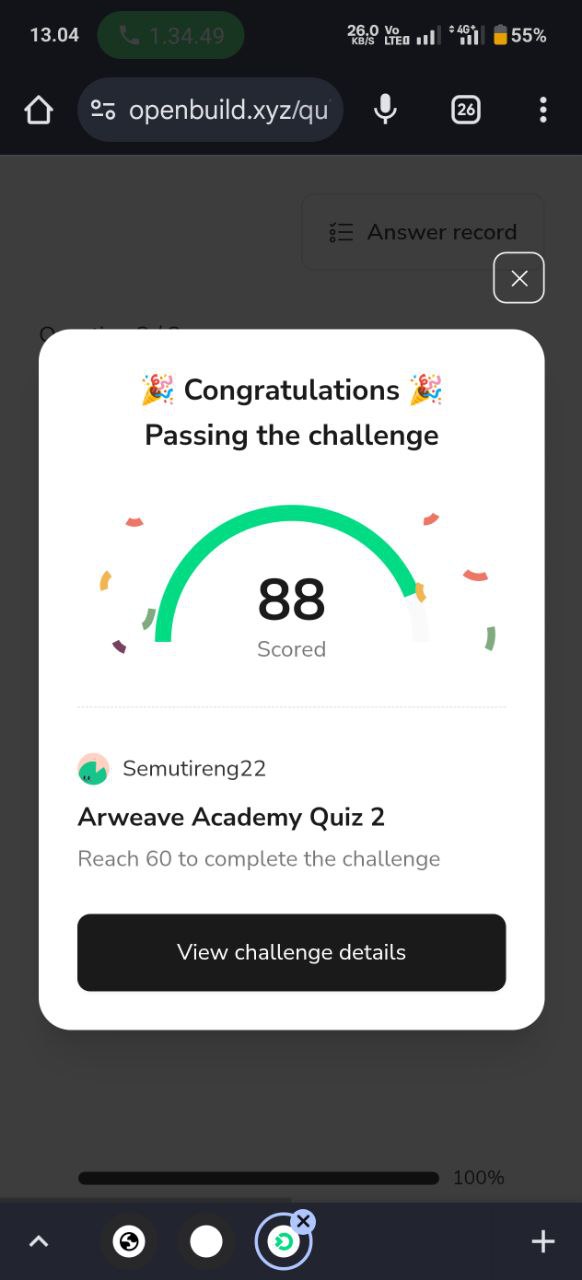 13.04 1.34.49 26.0 KB/S Vo LTE 4G+ 55%
openbuild.xyz/qu 26
Answer record
🎉 Congratulations 🎉
Passing the challenge
88
Scored
Semutireng22
Arweave Academy Quiz 2
Reach 60 to complete the challenge
View challenge details
100%